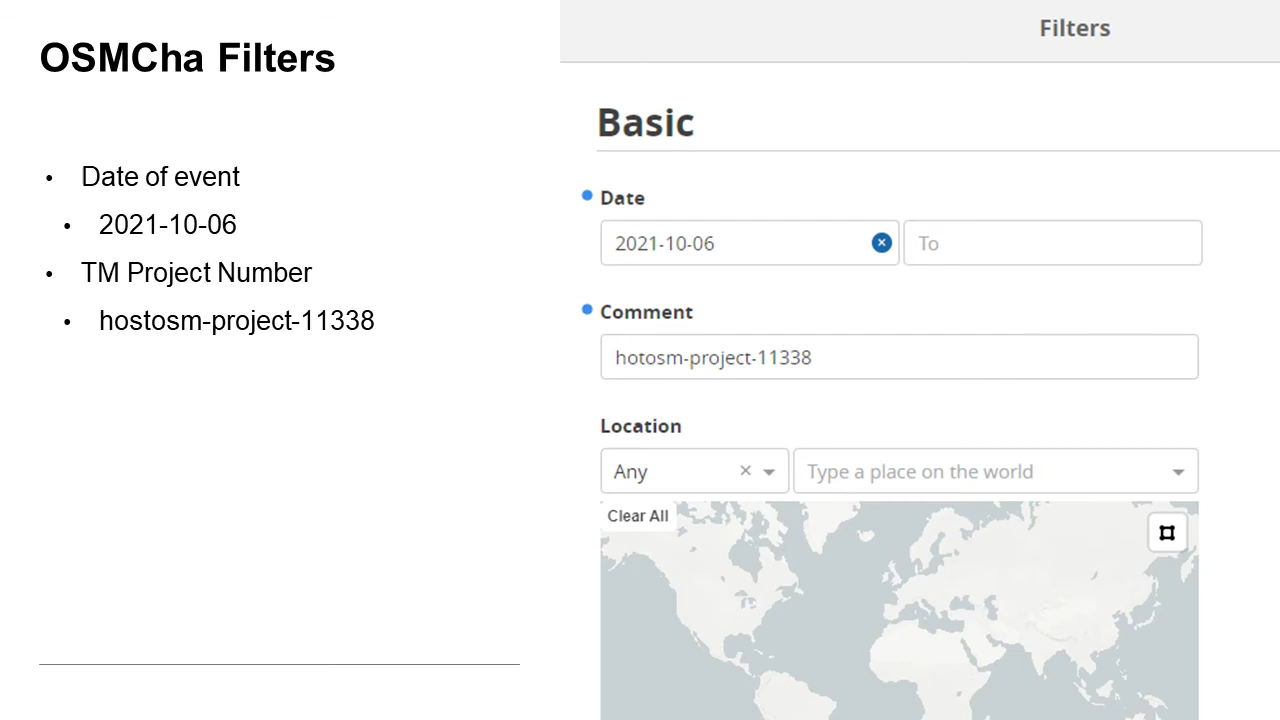 OSMCha Filters
• Date of event
• 2021-10-06
• TM Project Number
• hostosm-project-11338
Filters
Basic
Date
2021-10-06 To
Comment
hotosm-project-11338
Location
Any Type a place on the world
Clear All